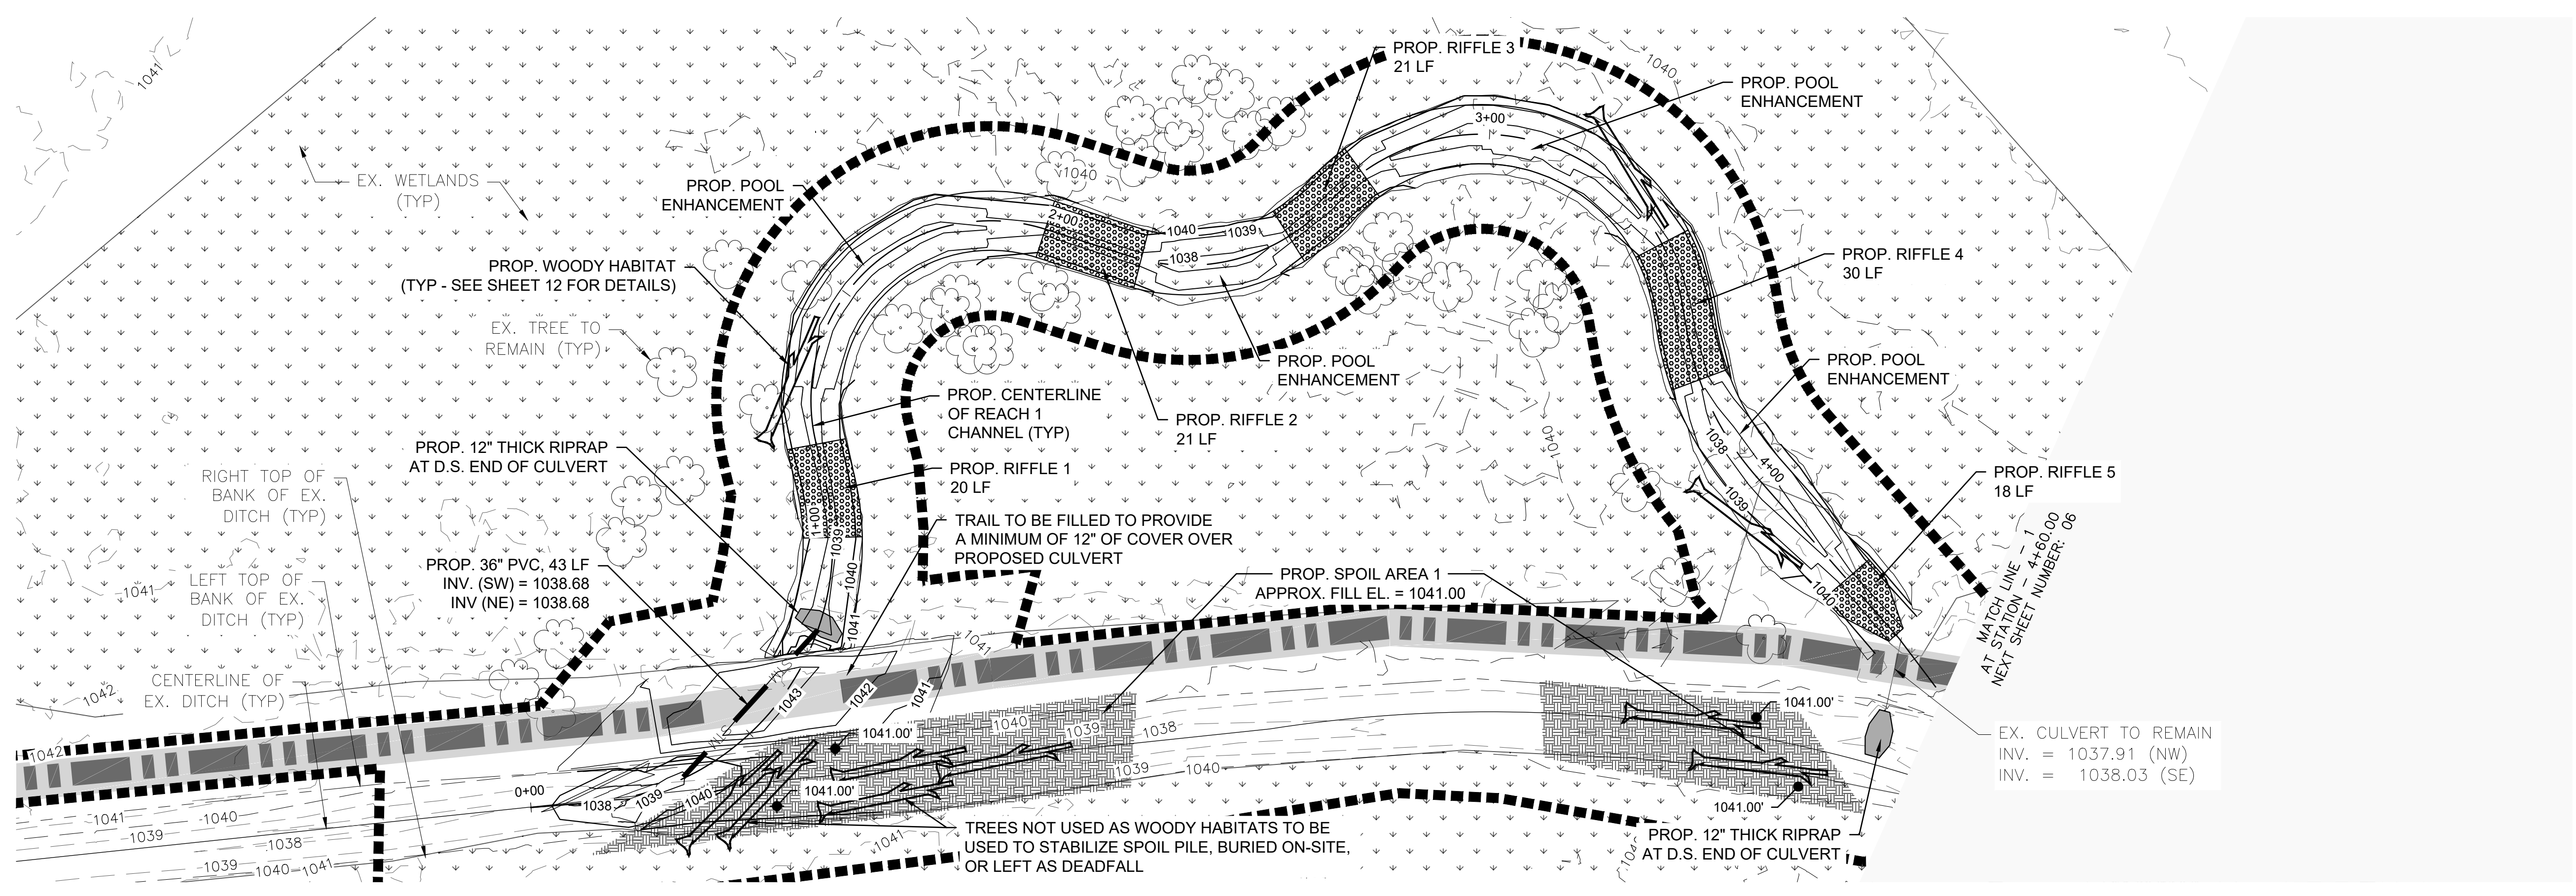 PROP. RIFFLE 3
21 LF
1040
PROP. POOL
ENHANCEMENT
1041
3+00
EX. WETLANDS
(TYP)
PROP. POOL
ENHANCEMENT
1040
2+00
1040
1039
1038
PROP. WOODY HABITAT
(TYP - SEE SHEET 12 FOR DETAILS)
PROP. RIFFLE 4
30 LF
EX. TREE TO
REMAIN (TYP)
PROP. POOL
ENHANCEMENT
PROP. POOL
ENHANCEMENT
PROP. CENTERLINE
OF REACH 1
CHANNEL (TYP)
PROP. RIFFLE 2
21 LF
PROP. 12" THICK RIPRAP
AT D.S. END OF CULVERT
1040
1038
4+00
1039
1040
PROP. RIFFLE 1
20 LF
RIGHT TOP OF
BANK OF EX.
DITCH (TYP)
PROP. RIFFLE 5
18 LF
1+00
1039
1040
1041
TRAIL TO BE FILLED TO PROVIDE
A MINIMUM OF 12" OF COVER OVER
PROPOSED CULVERT
MATCH LINE - 1
AT STATION - 4+60.00
NEXT SHEET NUMBER: 06
PROP. 36" PVC, 43 LF
INV. (SW) = 1038.68
INV (NE) = 1038.68
LEFT TOP OF
BANK OF EX.
DITCH (TYP)
1041
PROP. SPOIL AREA 1
APPROX. FILL EL. = 1041.00
1041
CENTERLINE OF
EX. DITCH (TYP)
1042
1043
1042
1041
1041.00'
1040
1039
1038
1041.00'
EX. CULVERT TO REMAIN
INV. = 1037.91 (NW)
INV. = 1038.03 (SE)
1042
1039
1040
0+00
1038
1039
1040
1041.00'
1041.00'
1041
1040
1039
1038
1039
1040
1041
1041
TREES NOT USED AS WOODY HABITATS TO BE
USED TO STABILIZE SPOIL PILE, BURIED ON-SITE,
OR LEFT AS DEADFALL
PROP. 12" THICK RIPRAP
AT D.S. END OF CULVERT